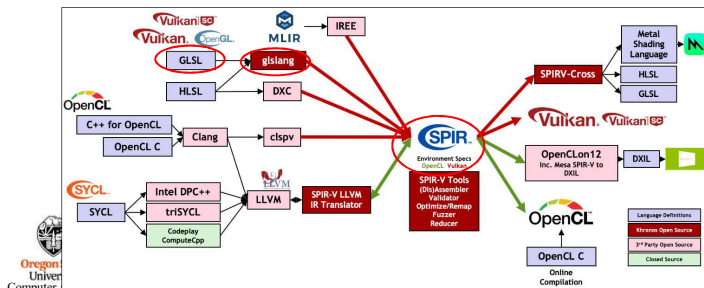 Vulkan SC
Vulkan. OpenGL.
MLIR
IREE
GLSL
glslang
HLSL
DXC
OpenCL
C++ for OpenCL
OpenCL C
Clang
clspv
SYCL
SYCL
Intel DPC++
triSYCL
Codeplay
ComputeCpp
LLVM
LLVM
SPIR-V LLVM
IR Translator
SPIR
Environment Specs
OpenCL Vulkan
SPIR-V Tools
(Dis)Assembler
Validator
Optimize/Remap
Fuzzer
Reducer
SPIRV-Cross
Metal
Shading
Language
HLSL
GLSL
Vulkan. Vulkan SC
OpenCLon12
Inc. Mesa SPIR-V to
DXIL
DXIL
OpenCL
OpenCL C
Online
Compilation
Language Definitions
Khronos Open Source
3rd Party Open Source
Closed Source
Oregon
Univer
Computer